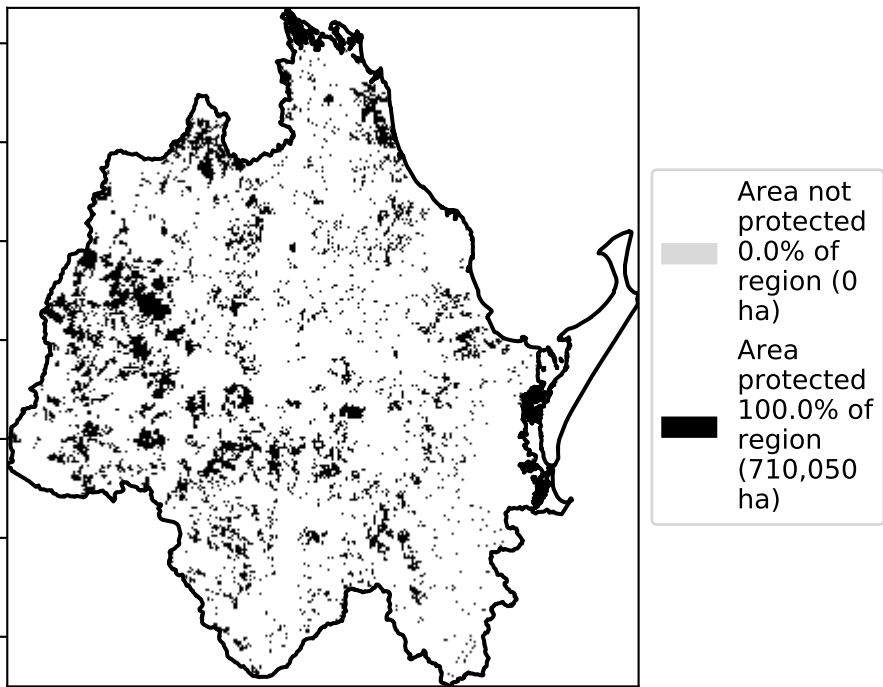 Area not
protected
0.0% of
region (0
ha)
Area
protected
100.0% of
region
(710,050
ha)